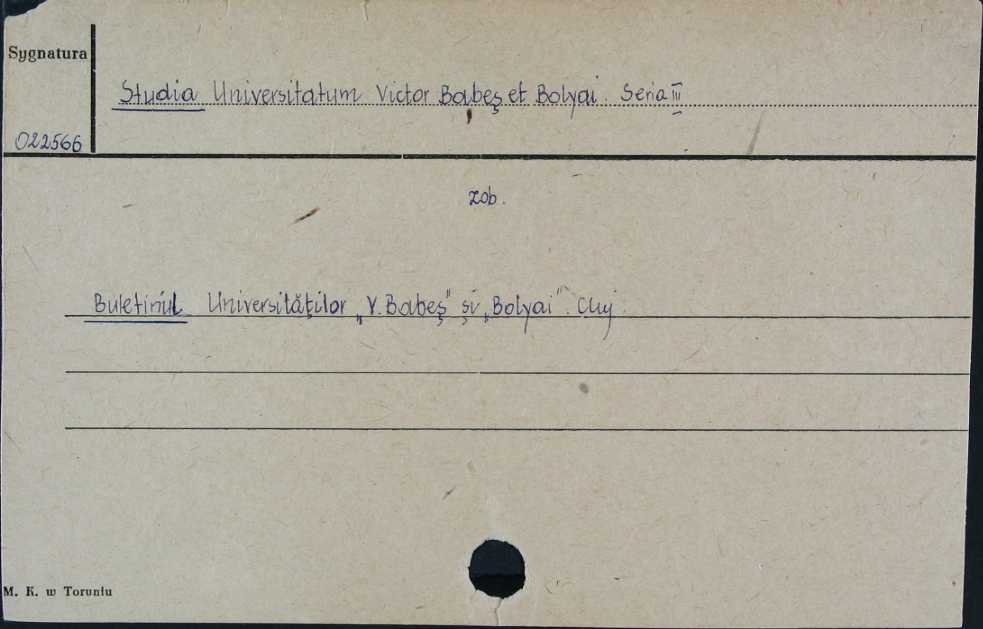 Sygnatura
Studia Universitatum Victor Babeş et Bolyai. Seria III
022566
zob.
Buletinul Universităţilor „V. Babeş" şi „Bolyai". Cluj
M. K. w Toruniu